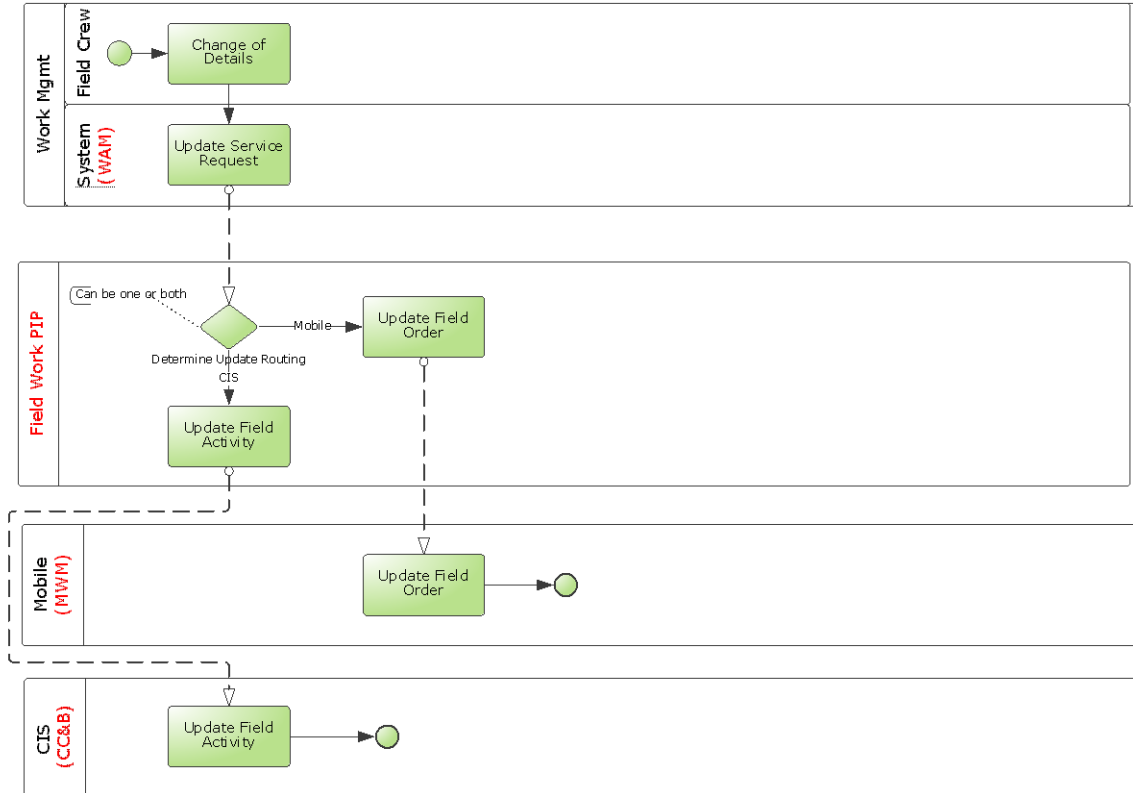 Work Mgmt
Field Crew
Change of
Details
System
(WAM)
Update Service
Request
Field Work PIP
Can be one or both
Mobile
Update Field
Order
Determine Update Routing
CIS
Update Field
Activity
Mobile
(MWM)
Update Field
Order
CIS
(CC&B)
Update Field
Activity